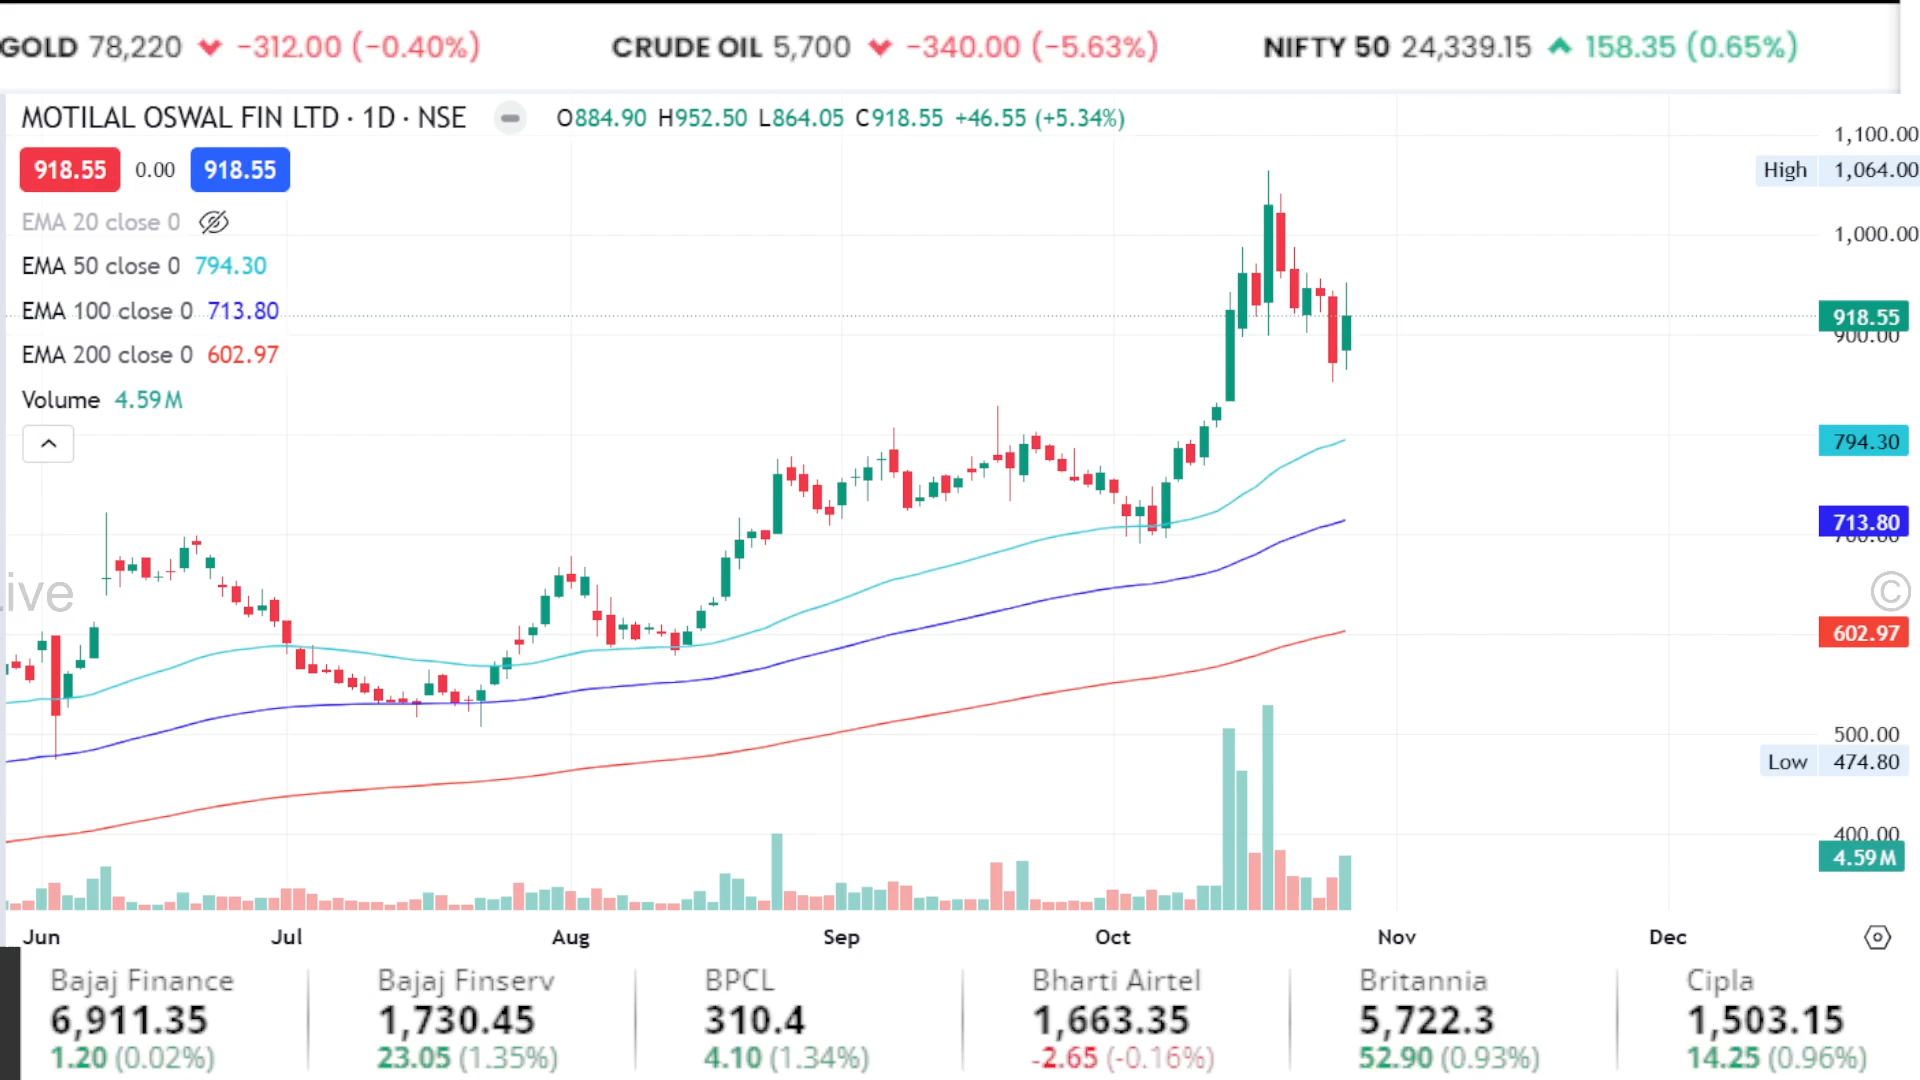 GOLD 78,220 -312.00 (-0.40%) CRUDE OIL 5,700 -340.00 (-5.63%) NIFTY 50 24,339.15 158.35 (0.65%)
MOTILAL OSWAL FIN LTD · 1D · NSE O884.90 H952.50 L864.05 C918.55 +46.55 (+5.34%)
918.55 0.00 918.55
EMA 20 close 0
EMA 50 close 0 794.30
EMA 100 close 0 713.80
EMA 200 close 0 602.97
Volume 4.59M
1,100.00
High 1,064.00
1,000.00
918.55
900.00
794.30
713.80
700.00
ive ©
602.97
500.00
Low 474.80
400.00
4.59M
Jun Jul Aug Sep Oct Nov Dec
Bajaj Finance Bajaj Finserv BPCL Bharti Airtel Britannia Cipla
6,911.35 1,730.45 310.4 1,663.35 5,722.3 1,503.15
1.20 (0.02%) 23.05 (1.35%) 4.10 (1.34%) -2.65 (-0.16%) 52.90 (0.93%) 14.25 (0.96%)